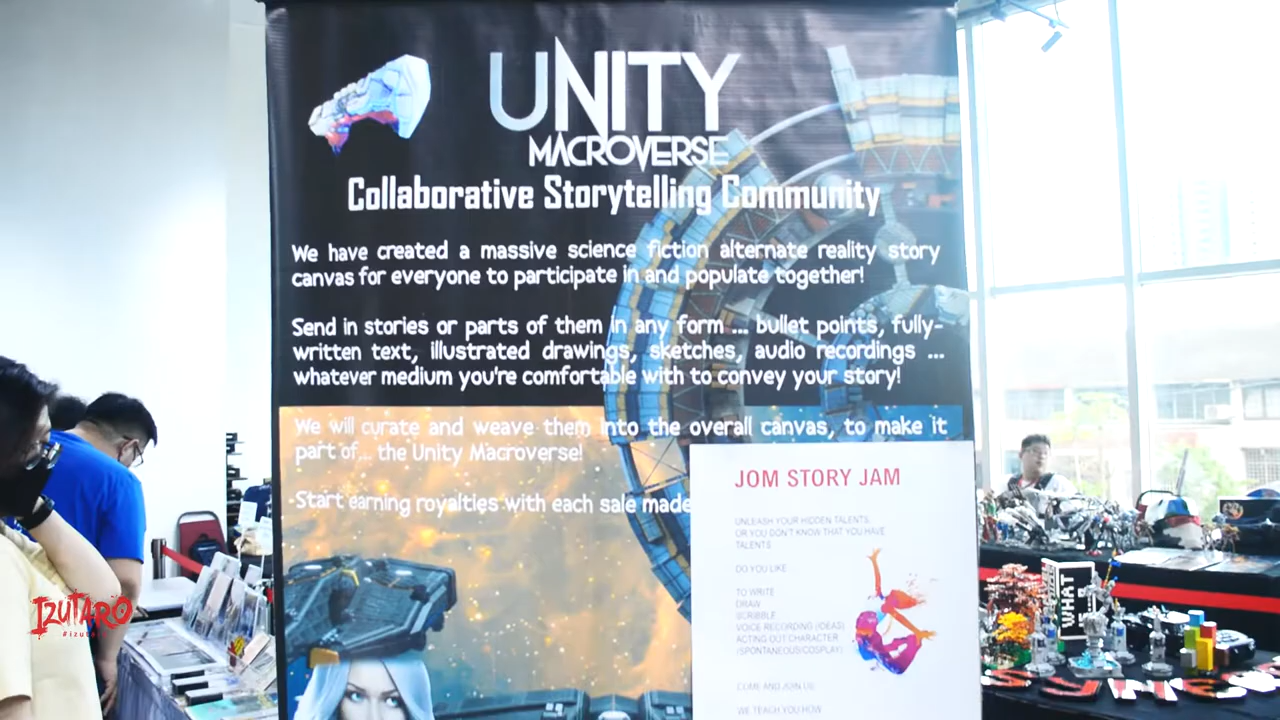 UNITY
MACROVERSE
Collaborative Storytelling Community
We have created a massive science fiction alternate reality story
canvas for everyone to participate in and populate together!
Send in stories or parts of them in any form ... bullet points, fully-
written text, illustrated drawings, sketches, audio recordings ...
whatever medium you're comfortable with to convey your story!
We will curate and weave them into the overall canvas, to make it
part of... the Unity Macroverse!
Start earning royalties with each sale made
JOM STORY JAM
UNLEASH YOUR HIDDEN TALENTS
OR YOU DON'T KNOW THAT YOU HAVE
TALENTS
DO YOU LIKE
TO WRITE
DRAW
SCRIBBLE
VOICE RECORDING (IDEAS)
ACTING OUT CHARACTER
(SPONTANEOUS/COSPLAY)
COME AND JOIN US
WE TEACH YOU HOW
IZUTARO
WHAT